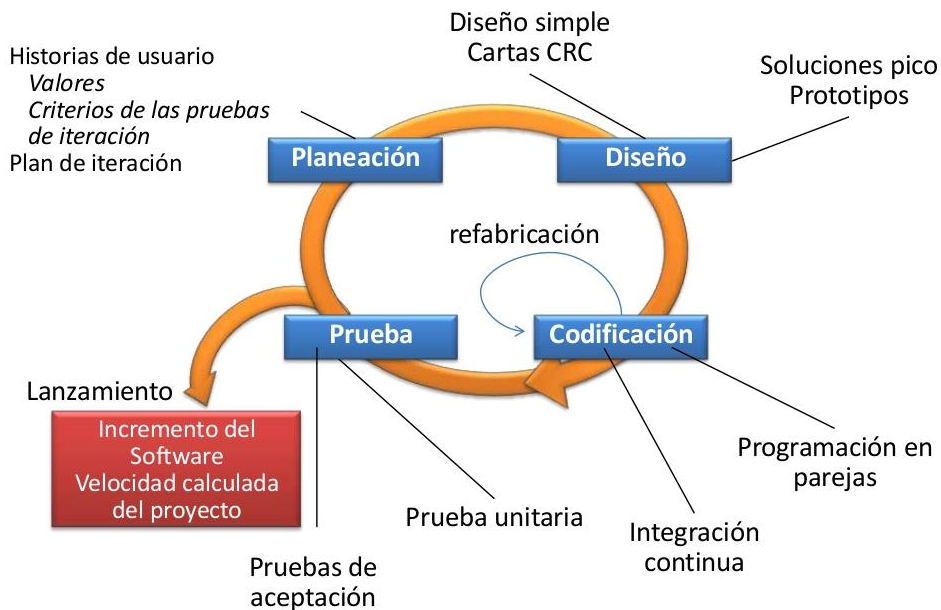 Diseño simple
Cartas CRC
Historias de usuario
Valores
Criterios de las pruebas
de iteración
Plan de iteración
Soluciones pico
Prototipos
Planeación
Diseño
refabricación
Prueba
Codificación
Lanzamiento
Incremento del
Software
Velocidad calculada
del proyecto
Programación en
parejas
Prueba unitaria
Integración
continua
Pruebas de
aceptación